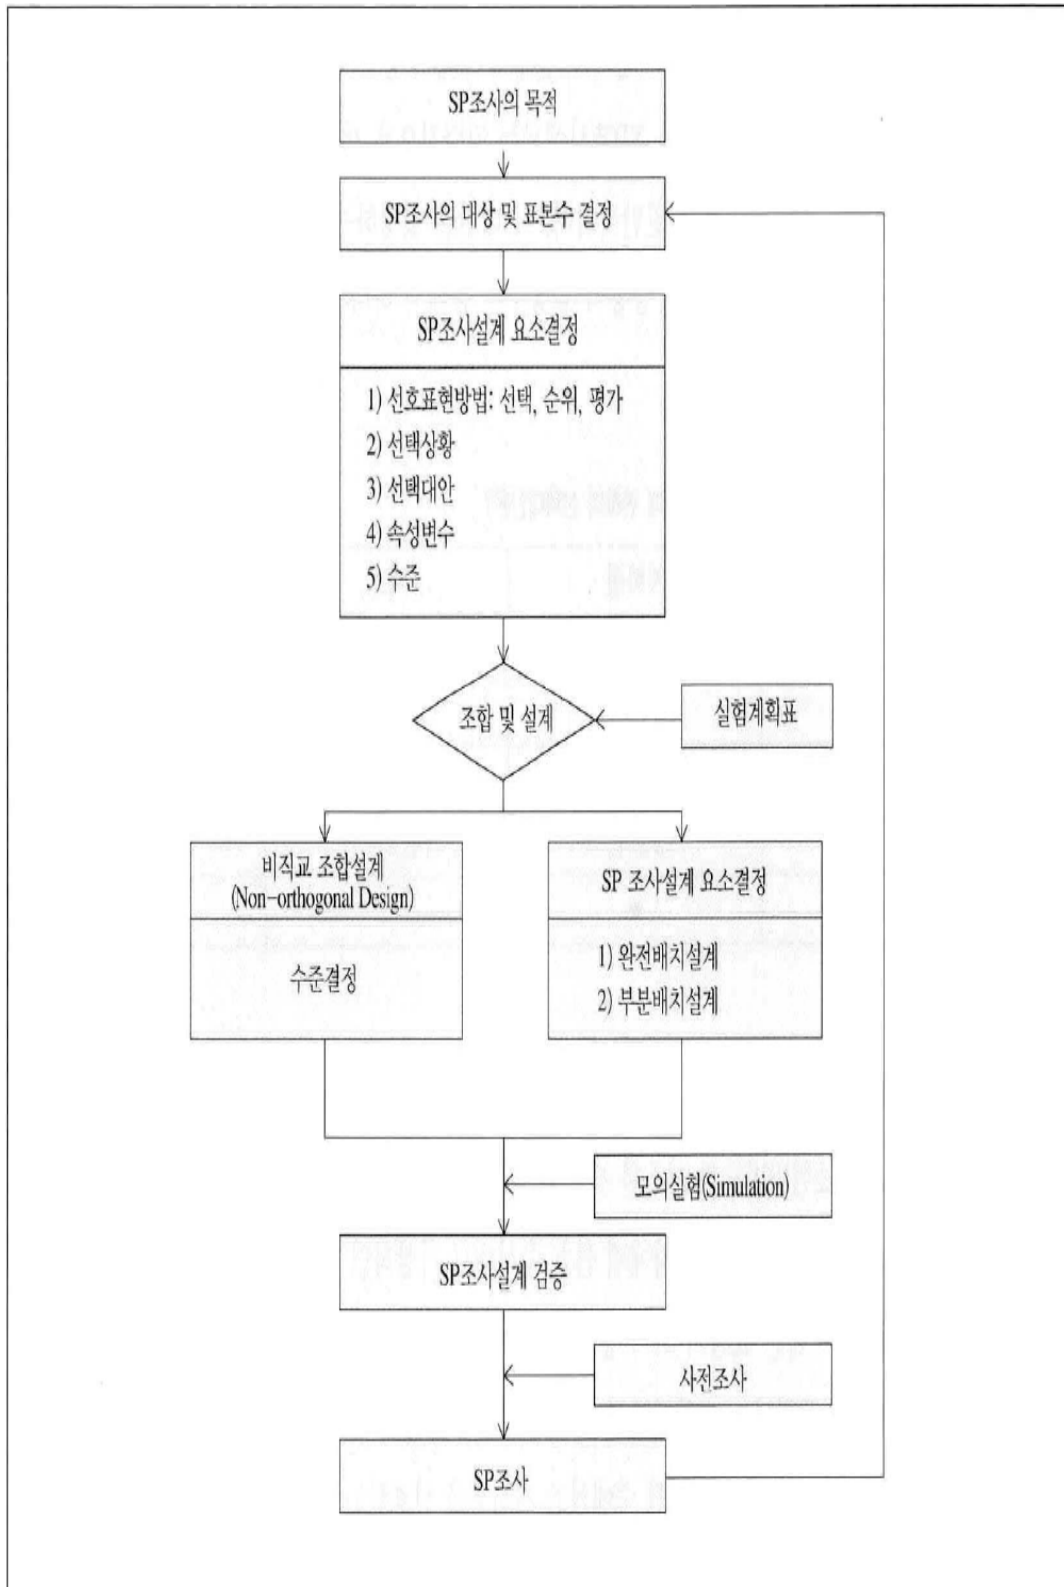 SP조사의 목적
SP조사의 대상 및 표본수 결정
SP조사설계 요소결정
1) 선호표현방법: 선택, 순위, 평가
2) 선택상황
3) 선택대안
4) 속성변수
5) 수준
조합 및 설계
실험계획표
비직교 조합설계
(Non-orthogonal Design)
수준결정
SP 조사설계 요소결정
1) 완전배치설계
2) 부분배치설계
모의실험(Simulation)
SP조사설계 검증
사전조사
SP조사